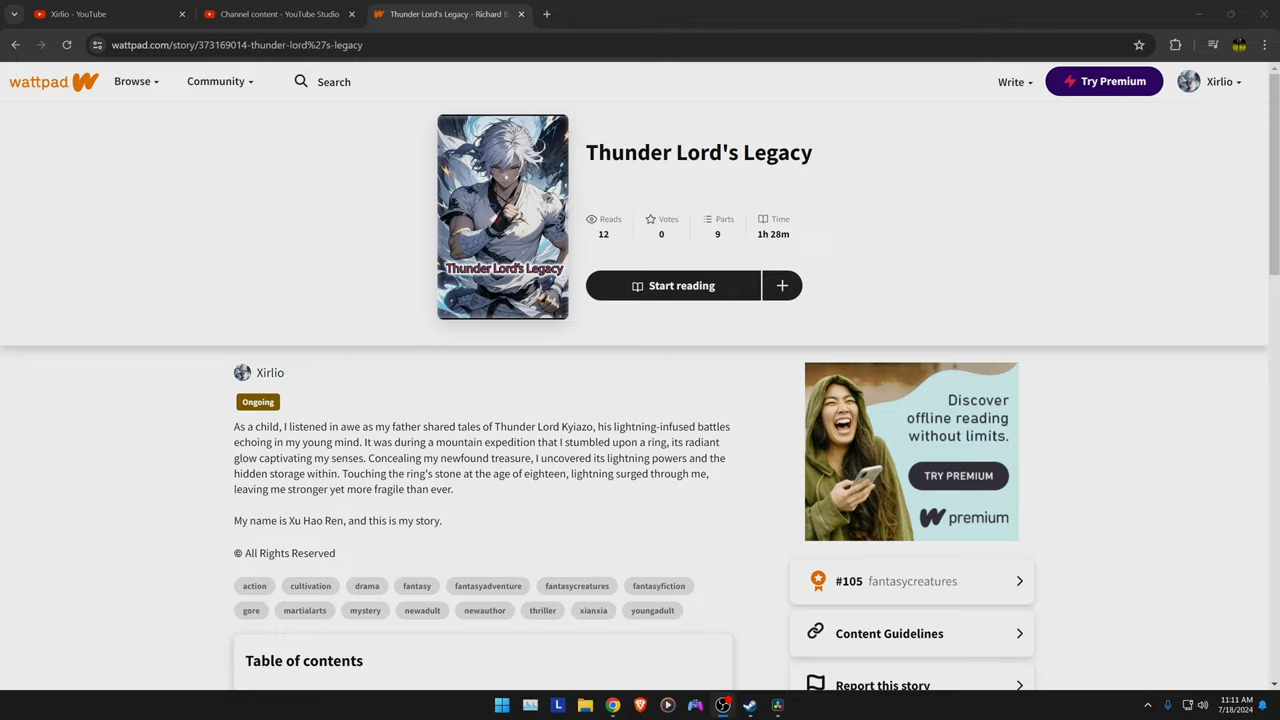 Xirlio - YouTube
Channel content - YouTube Studio
Thunder Lord's Legacy - Richard B
wattpad.com/story/373169014-thunder-lord%27s-legacy
wattpad
Browse
Community
Search
Write
Try Premium
Xirlio
Thunder Lord's Legacy
Thunder Lord's Legacy
Reads
Votes
Parts
Time
12
0
9
1h 28m
Start reading
Xirlio
Ongoing
As a child, I listened in awe as my father shared tales of Thunder Lord Kyiazo, his lightning-infused battles
echoing in my young mind. It was during a mountain expedition that I stumbled upon a ring, its radiant
glow captivating my senses. Concealing my newfound treasure, I uncovered its lightning powers and the
hidden storage within. Touching the ring's stone at the age of eighteen, lightning surged through me,
leaving me stronger yet more fragile than ever.
My name is Xu Hao Ren, and this is my story.
© All Rights Reserved
action cultivation drama fantasy fantasyadventure fantasycreatures fantasyfiction
gore martialarts mystery newadult newauthor thriller xianxia youngadult
Table of contents
Discover
offline reading
without limits.
TRY PREMIUM
premium
#105 fantasycreatures
Content Guidelines
Report this story
11:11 AM
7/18/2024